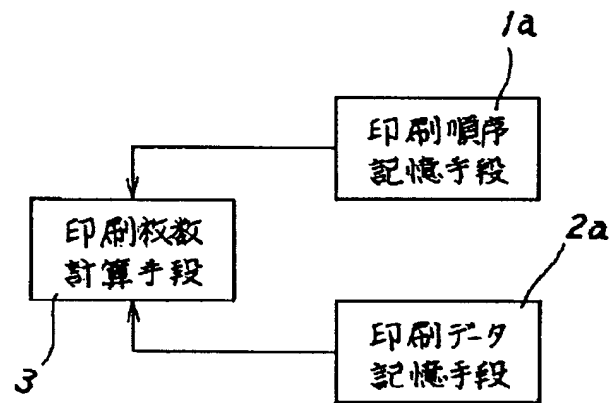 1a
印刷順序
記憶手段
印刷枚数
計算手段
2a
印刷データ
記憶手段
3